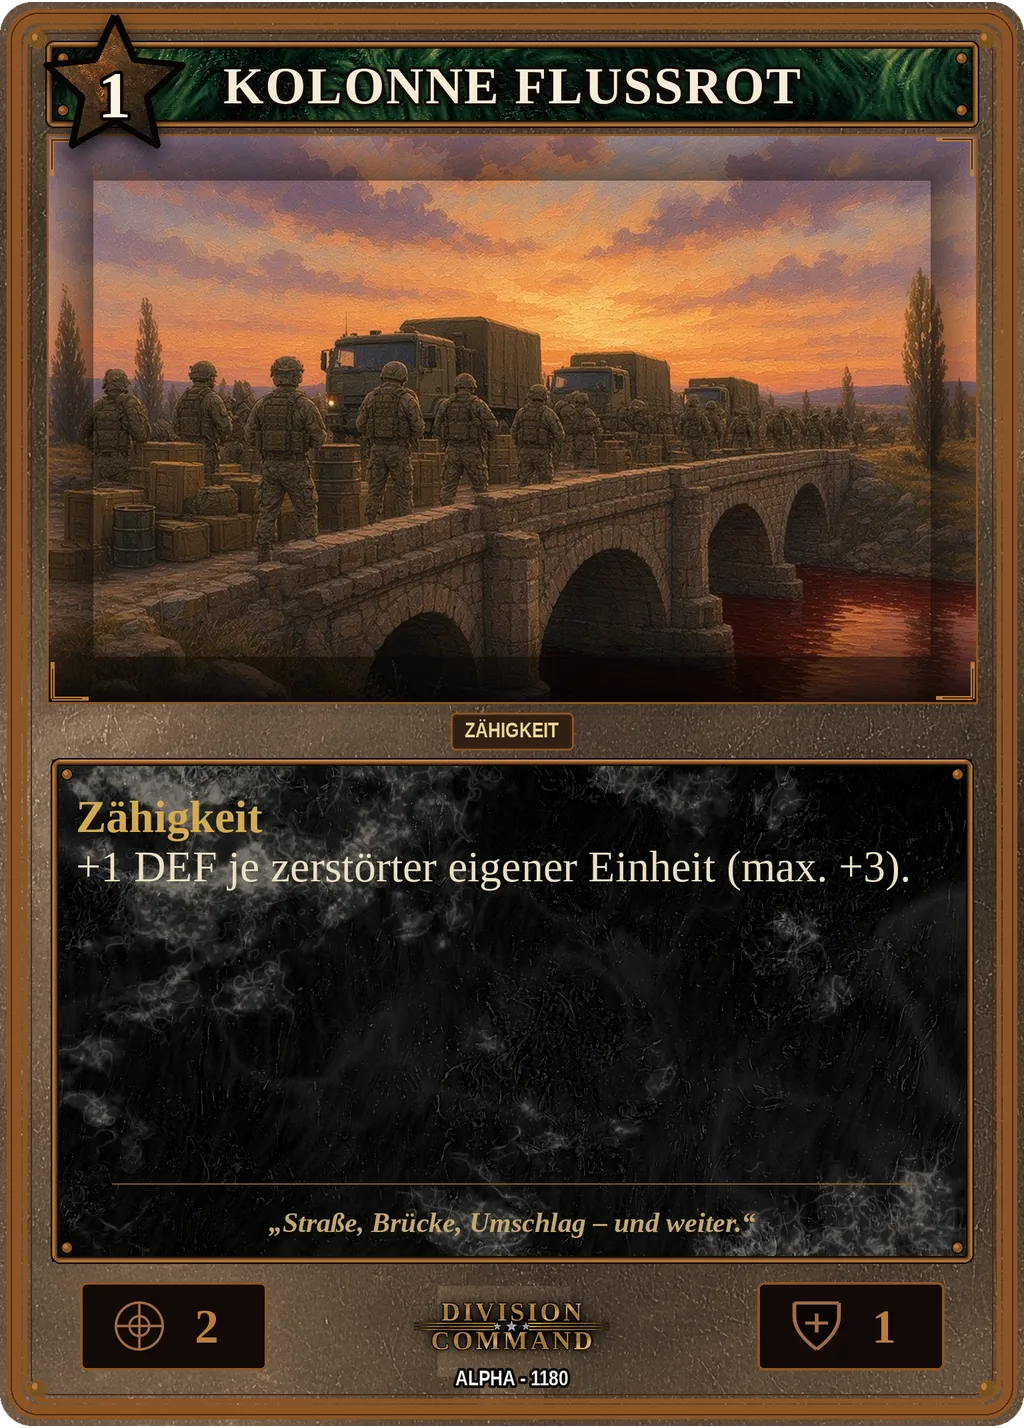 1
KOLONNE FLUSSROT
ZÄHIGKEIT
Zähigkeit
+1 DEF je zerstörter eigener Einheit (max. +3).
„Straße, Brücke, Umschlag – und weiter.“
2
DIVISION
COMMAND
ALPHA - 1180
1